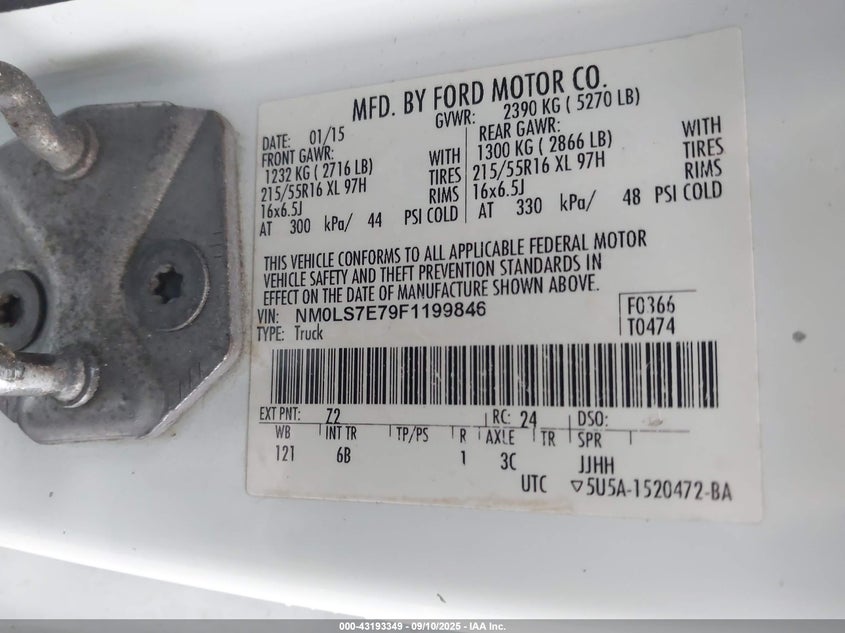 MFD. BY FORD MOTOR CO.
DATE: 01/15 GVWR: 2390 KG ( 5270 LB)
FRONT GAWR: WITH REAR GAWR: WITH
1232 KG ( 2716 LB) TIRES 1300 KG ( 2866 LB) TIRES
215/55R16 XL 97H RIMS 215/55R16 XL 97H RIMS
16x6.5J 16x6.5J
AT 300 kPa/ 44 PSI COLD AT 330 kPa/ 48 PSI COLD
THIS VEHICLE CONFORMS TO ALL APPLICABLE FEDERAL MOTOR
VEHICLE SAFETY AND THEFT PREVENTION STANDARDS IN
EFFECT ON THE DATE OF MANUFACTURE SHOWN ABOVE.
VIN: NM0LS7E79F1199846 F0366
TYPE: Truck T0474
EXT PNT: Z2 RC: 24 DSO:
WB INT TR TP/PS R AXLE TR SPR
121 6B 1 3C JJHH
UTC ▽5U5A-1520472-BA
000-43193349 - 09/10/2025 - IAA Inc.